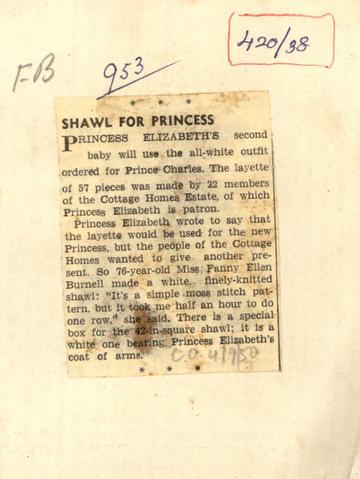 420/38
FB
953
* * *
SHAWL FOR PRINCESS
PRINCESS ELIZABETH'S second
baby will use the all-white outfit
ordered for Prince Charles. The layette
of 57 pieces was made by 22 members
of the Cottage Homes Estate, of which
Princess Elizabeth is patron.
Princess Elizabeth wrote to say that
the layette would be used for the new
Princess, but the people of the Cottage
Homes wanted to give another pre-
sent. So 76-year-old Miss Fanny Ellen
Burnell made a white, finely-knitted
shawl: "It's a simple moss stitch pat-
tern, but it took me half an hour to do
one row," she said. There is a special
box for the 42-in-square shawl; it is a
white one bearing Princess Elizabeth's
coat of arms.
C.O 4/9/50
* * *